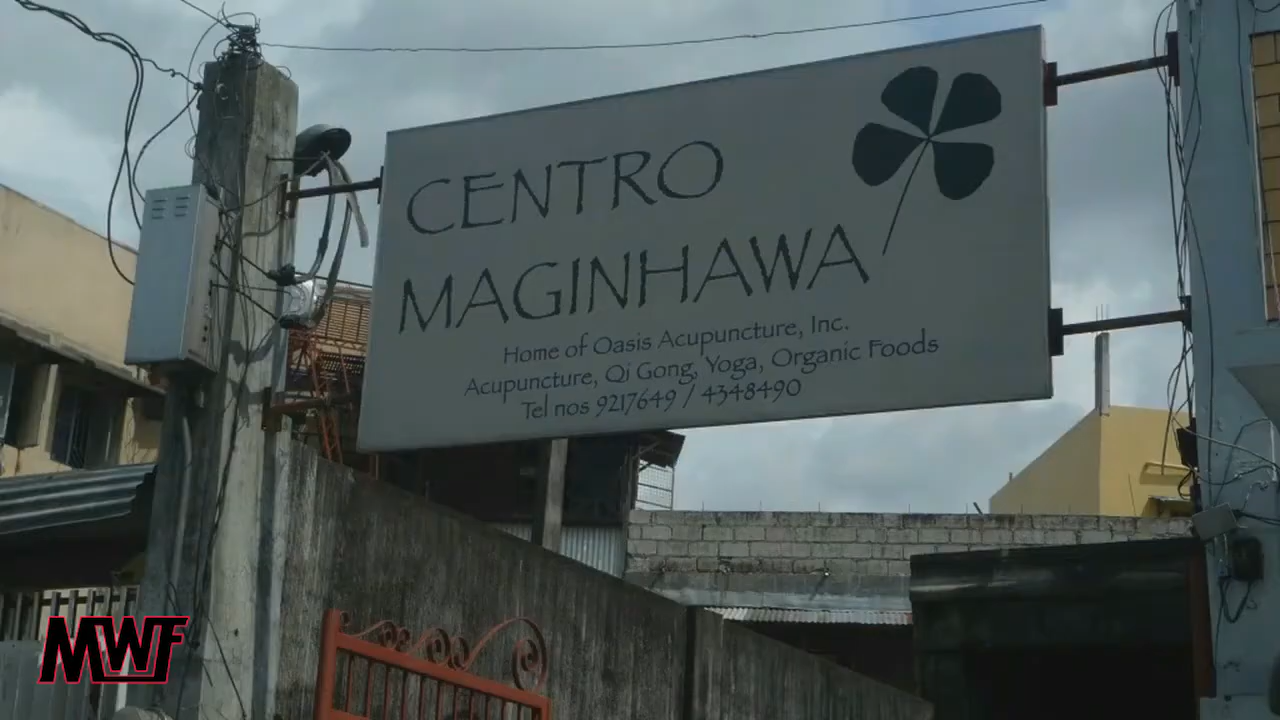 CENTRO
MAGINHAWA
Home of Oasis Acupuncture, Inc.
Acupuncture, Qi Gong, Yoga, Organic Foods
Tel nos 9217649 / 4348490
MWF